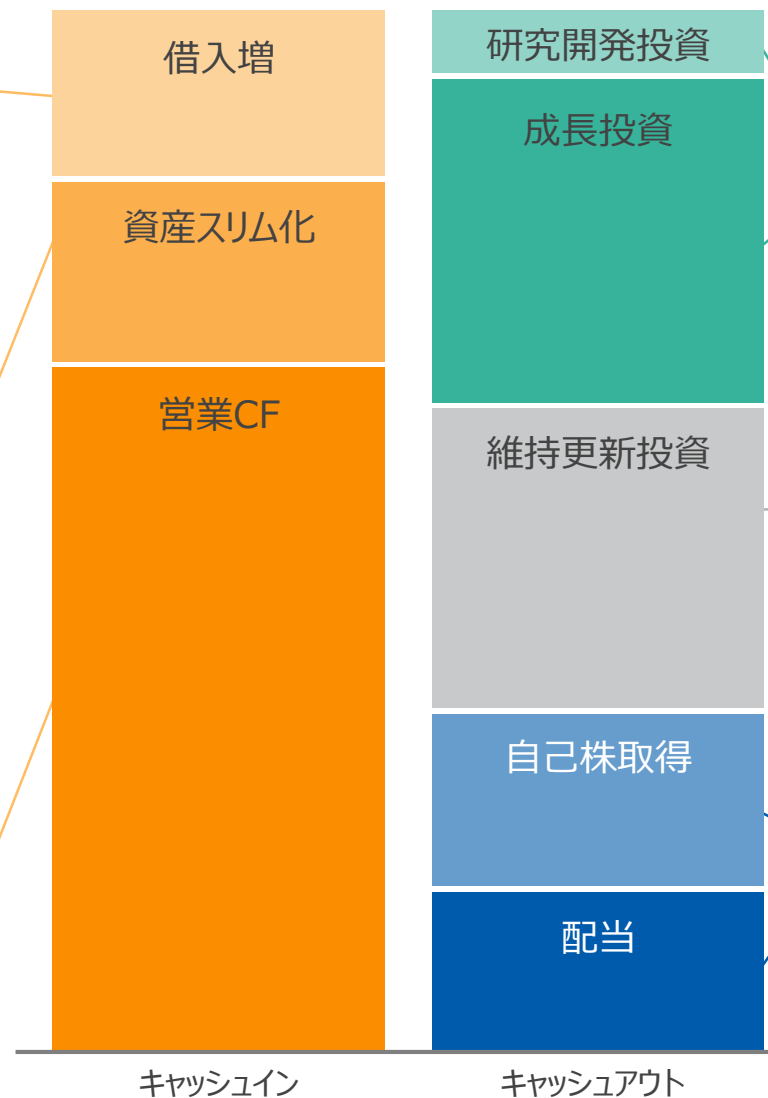 借入増
資産スリム化
営業CF
キャッシュイン
研究開発投資
成長投資
維持更新投資
自己株取得
配当
キャッシュアウト